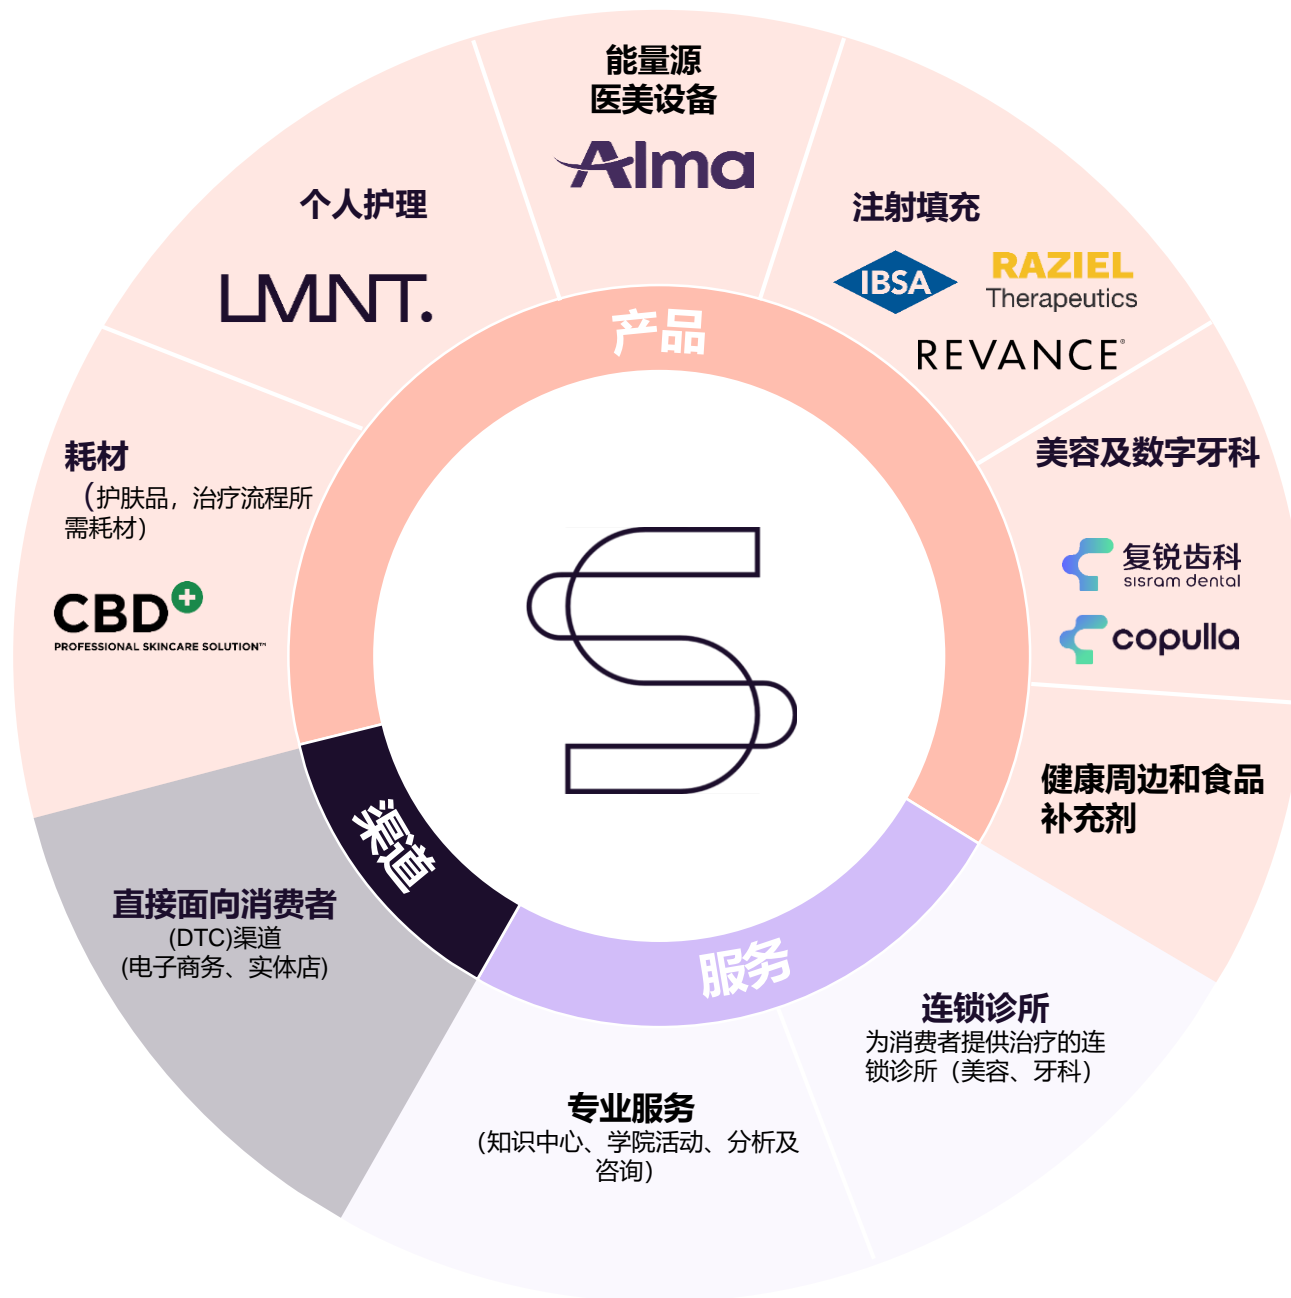 能量源
医美设备
Alma
个人护理
LMNT.
注射填充
IBSA
RAZIEL
Therapeutics
REVANCE®
产品
耗材
（护肤品，治疗流程所
需耗材）
CBD+
PROFESSIONAL SKINCARE SOLUTION™
美容及数字牙科
复锐齿科
sisram dental
copulla
健康周边和食品
补充剂
渠道
直接面向消费者
(DTC)渠道
(电子商务、实体店)
服务
连锁诊所
为消费者提供治疗的连
锁诊所（美容、牙科）
专业服务
(知识中心、学院活动、分析及
咨询）